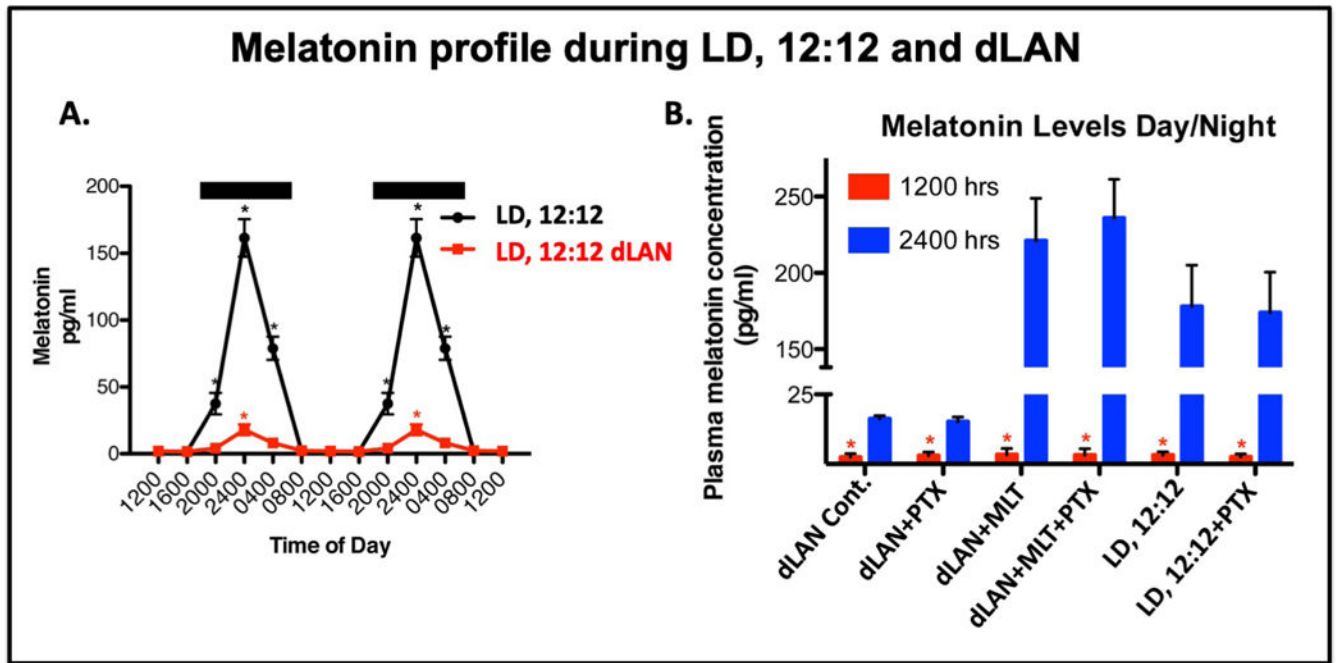 Melatonin profile during LD, 12:12 and dLAN
A.
200
150
100
50
0
Melatonin
pg/ml
* * * * * * * *
LD, 12:12
LD, 12:12 dLAN
1200 1600 2000 2400 0400 0800 1200 1600 2000 2400 0400 0800 1200
Time of Day
B.
Melatonin Levels Day/Night
Plasma melatonin concentration
(pg/ml)
250
200
150
25
1200 hrs
2400 hrs
* * * * * *
dLAN Cont.
dLAN+PTX
dLAN+MLT
dLAN+MLT+PTX
LD, 12:12
LD, 12:12+PTX